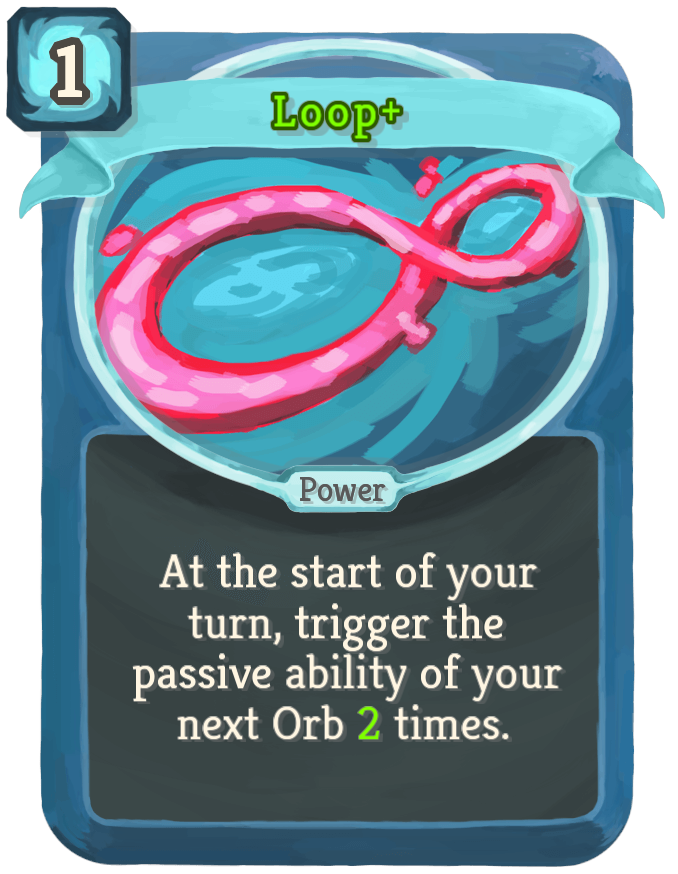 1
Loop+
Power
At the start of your
turn, trigger the
passive ability of your
next Orb 2 times.